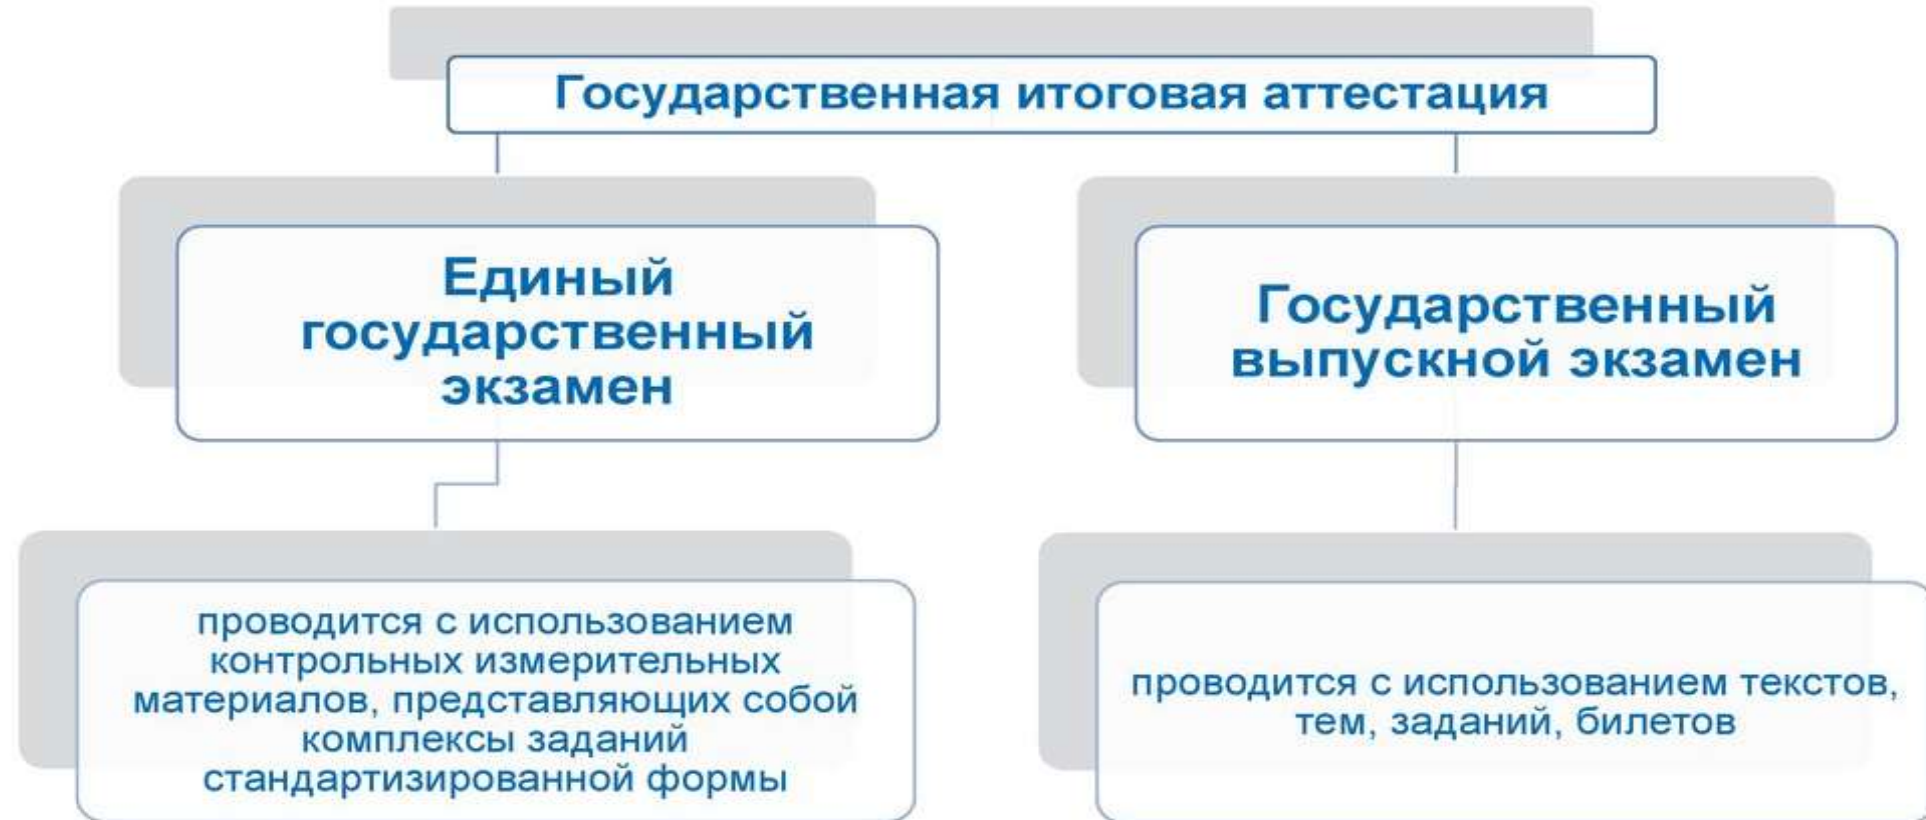 Государственная итоговая аттестация
Единый
государственный
экзамен
Государственный
выпускной экзамен
проводится с использованием
контрольных измерительных
материалов, представляющих собой
комплексы заданий
стандартизированной формы
проводится с использованием текстов,
тем, заданий, билетов